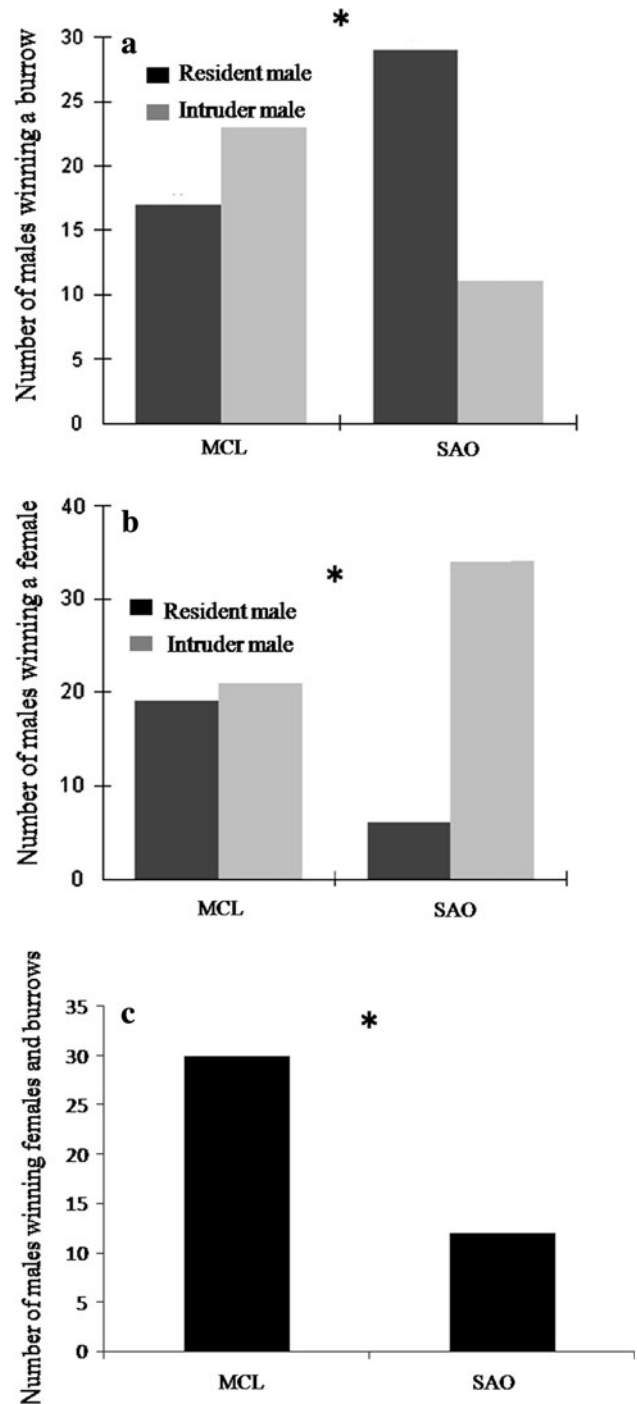 a
*
Number of males winning a burrow
30
25
20
15
10
5
0
Resident male
Intruder male
MCL
SAO
b
*
Number of males winning a female
40
30
20
10
0
Resident male
Intruder male
MCL
SAO
c
*
Number of males winning females and burrows
35
30
25
20
15
10
5
0
MCL
SAO